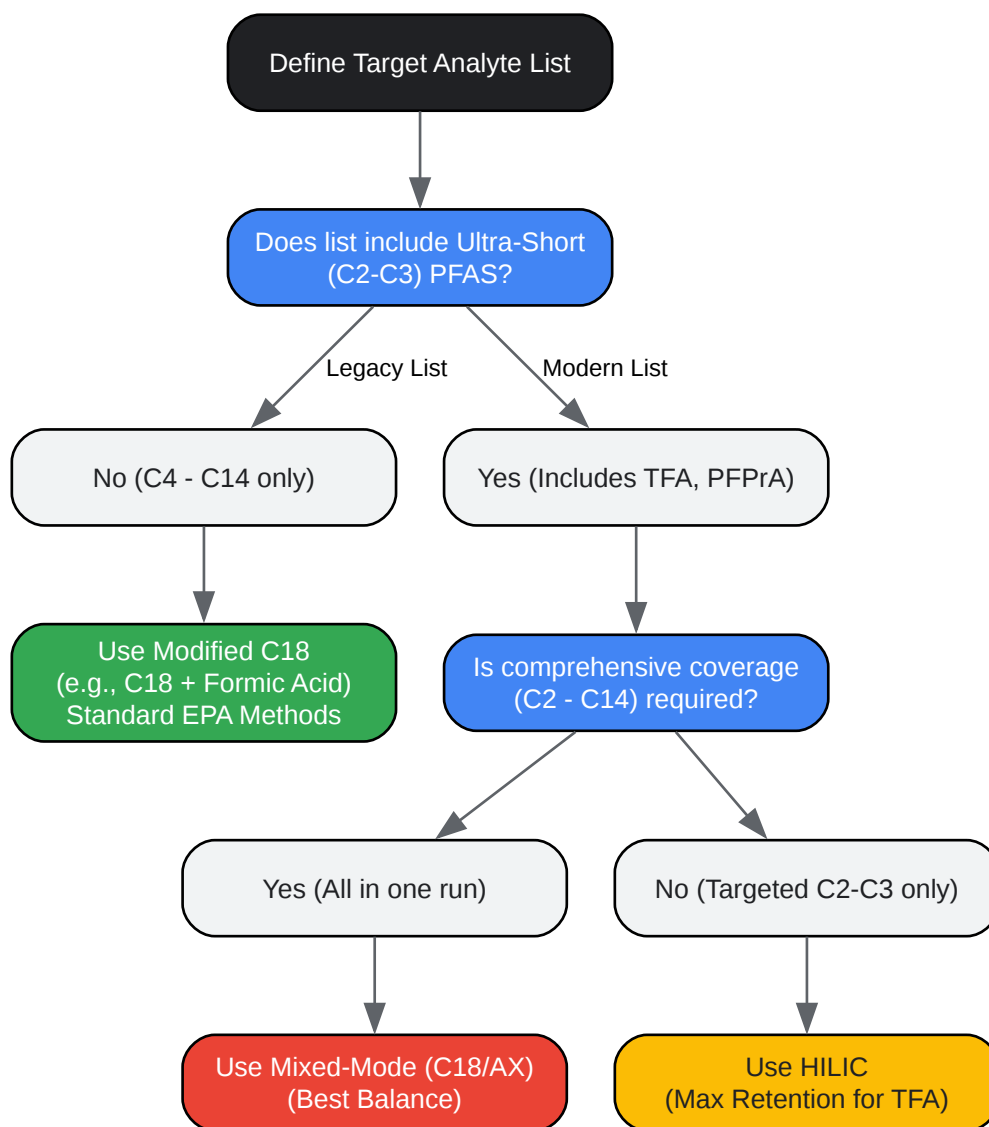 Define Target Analyte List
Does list include Ultra-Short
(C2-C3) PFAS?
Legacy List
Modern List
No (C4 - C14 only)
Yes (Includes TFA, PFPrA)
Use Modified C18
(e.g., C18 + Formic Acid)
Standard EPA Methods
Is comprehensive coverage
(C2 - C14) required?
Yes (All in one run)
No (Targeted C2-C3 only)
Use Mixed-Mode (C18/AX)
(Best Balance)
Use HILIC
(Max Retention for TFA)